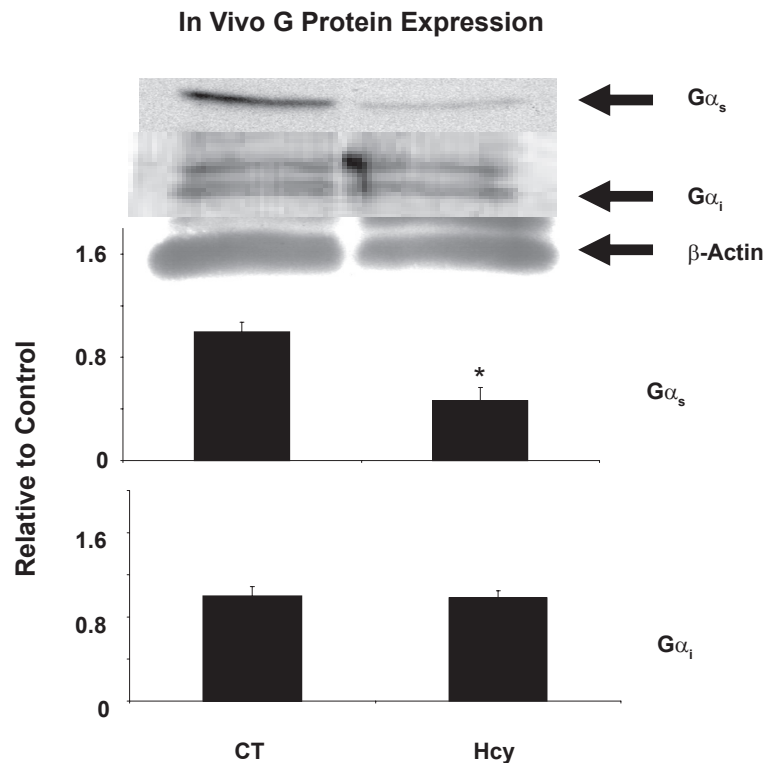 In Vivo G Protein Expression
Gαs
Gαi
β-Actin
1.6
0.8
0
*
Gαs
Relative to Control
1.6
0.8
0
Gαi
CT Hcy